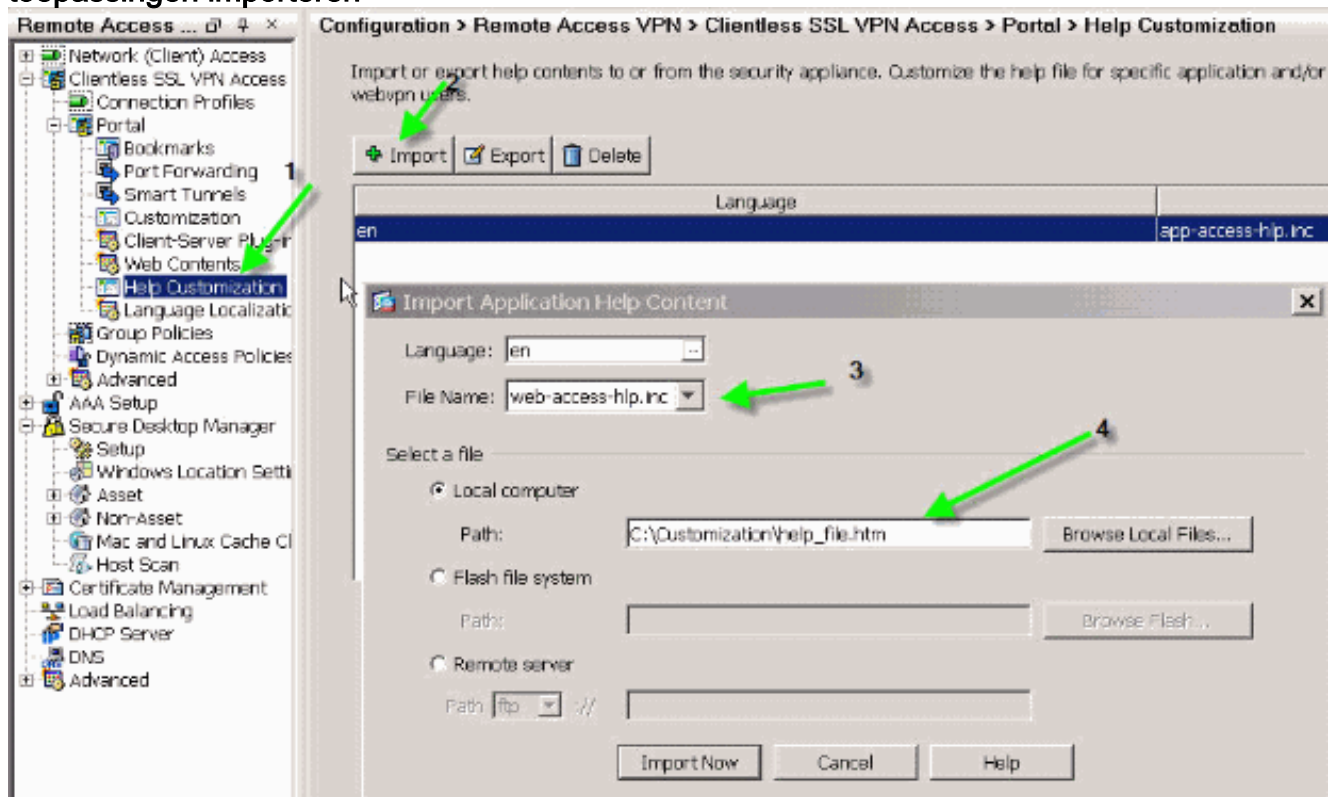 toepassingen importeren
Remote Access ...
Network (Client) Access
Clientless SSL VPN Access
Connection Profiles
Portal
Bookmarks
Port Forwarding
1
Smart Tunnels
Customization
Client-Server Plug-ir
Web Contents
Help Customization
Language Localizatic
Group Policies
Dynamic Access Policies
Advanced
AAA Setup
Secure Desktop Manager
Setup
Windows Location Setti
Asset
Non-Asset
Mac and Linux Cache Cl
Host Scan
Certificate Management
Load Balancing
DHCP Server
DNS
Advanced
Configuration > Remote Access VPN > Clientless SSL VPN Access > Portal > Help Customization
Import or export help contents to or from the security appliance. Customize the help file for specific application and/or
webvpn users.
2
Import Export Delete
Language
en app-access-hlp.inc
Import Application Help Content
Language: en ...
File Name: web-access-hlp.inc
3
Select a file
4
Local computer
Path: C:\Customization\help_file.htm Browse Local Files...
Flash file system
Path: Browse Flash...
Remote server
Path ftp ://
Import Now Cancel Help